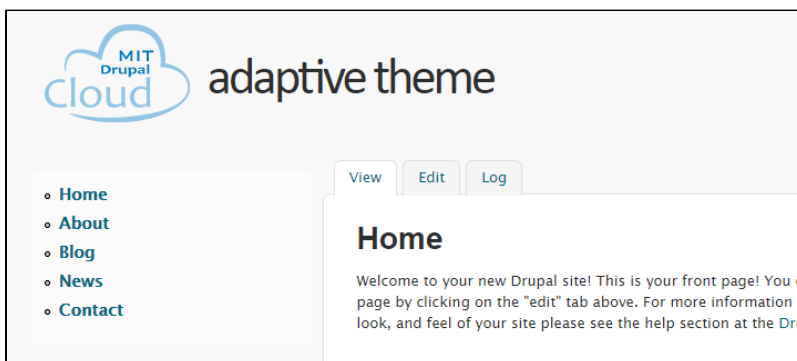 MIT
Drupal
Cloud
adaptive theme
Home
About
Blog
News
Contact
View Edit Log
Home
Welcome to your new Drupal site! This is your front page! You
page by clicking on the "edit" tab above. For more information
look, and feel of your site please see the help section at the